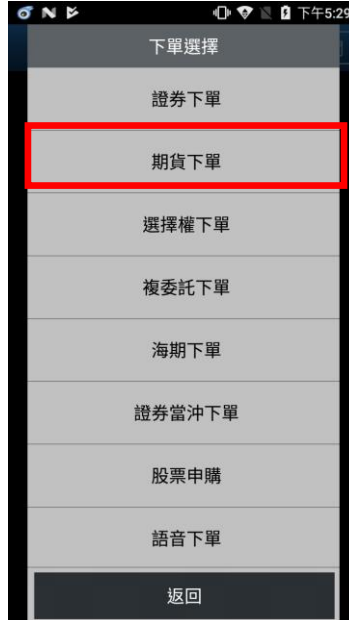 下午5:29
下單選擇
證券下單
期貨下單
選擇權下單
複委託下單
海期下單
證券當沖下單
股票申購
語音下單
返回